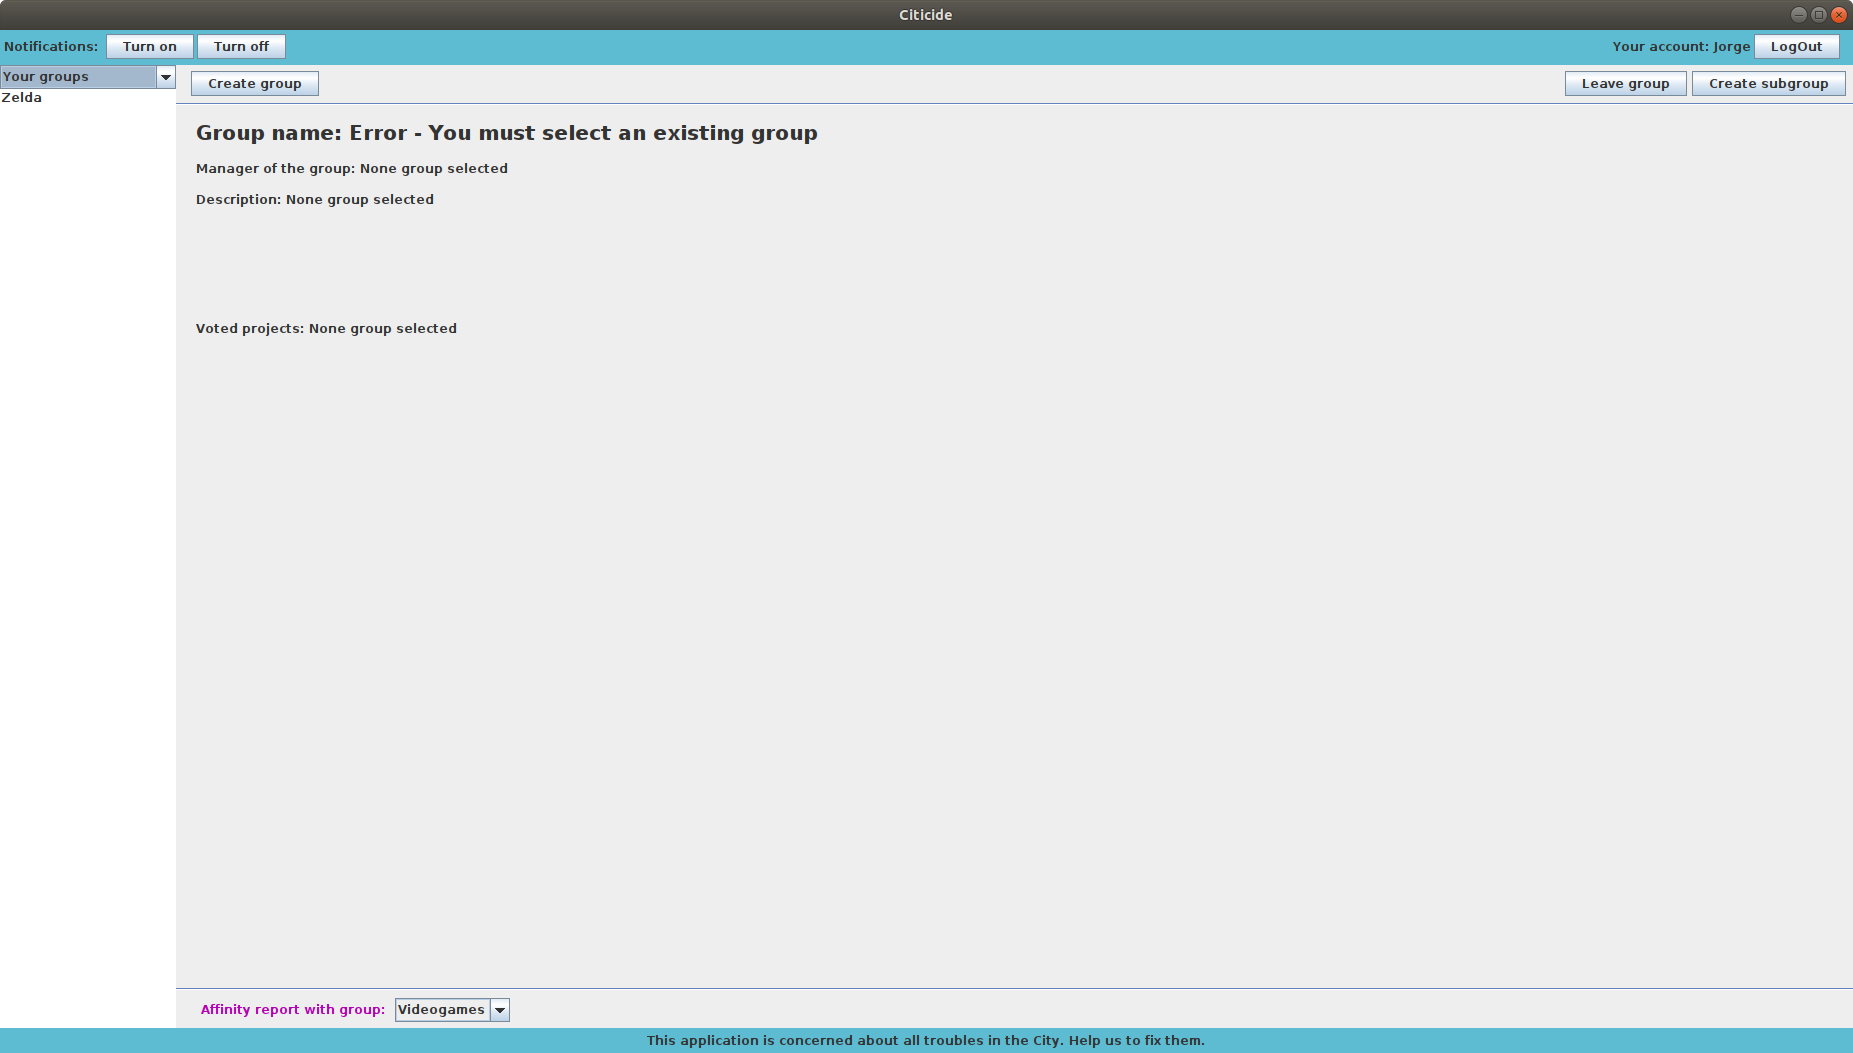 Citicide
Notifications: Turn on Turn off Your account: Jorge LogOut
Your groups
Zelda
Create group Leave group Create subgroup
Group name: Error - You must select an existing group
Manager of the group: None group selected
Description: None group selected
Voted projects: None group selected
Affinity report with group: Videogames
This application is concerned about all troubles in the City. Help us to fix them.